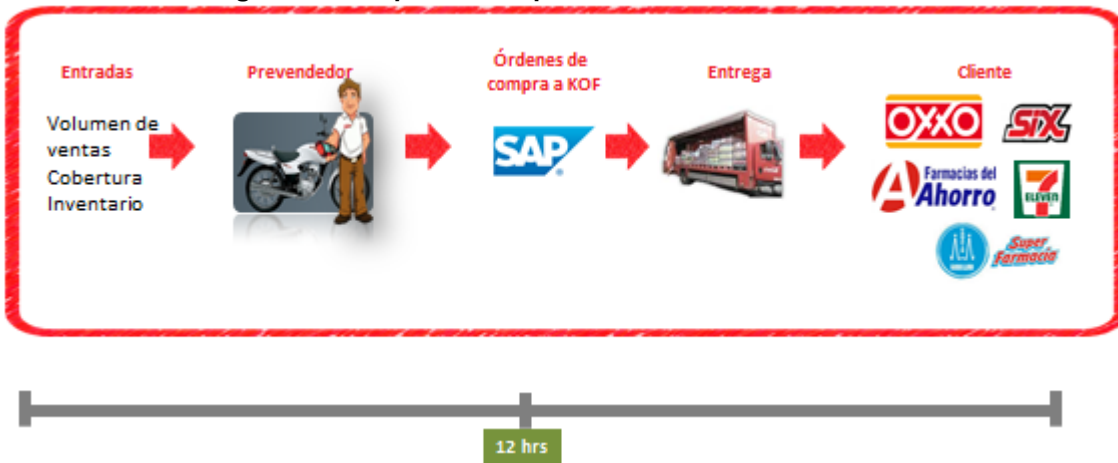 Entradas
Volumen de
ventas
Cobertura
Inventario
Prevendedor
Órdenes de
compra a KOF
SAP
Entrega
Cliente
OXXO
SIX
Farmacias del
Ahorro
7
ELEVEN
Super
Farmacia
12 hrs